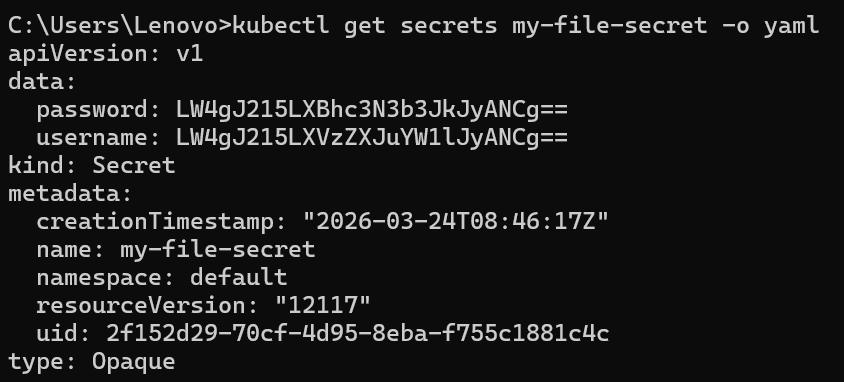 C:\Users\Lenovo>kubectl get secrets my-file-secret -o yaml
apiVersion: v1
data:
  password: LW4gJ215LXBhc3N3b3JkJyANCg==
  username: LW4gJ215LXVzZXJuYW1lJyANCg==
kind: Secret
metadata:
  creationTimestamp: "2026-03-24T08:46:17Z"
  name: my-file-secret
  namespace: default
  resourceVersion: "12117"
  uid: 2f152d29-70cf-4d95-8eba-f755c1881c4c
type: Opaque